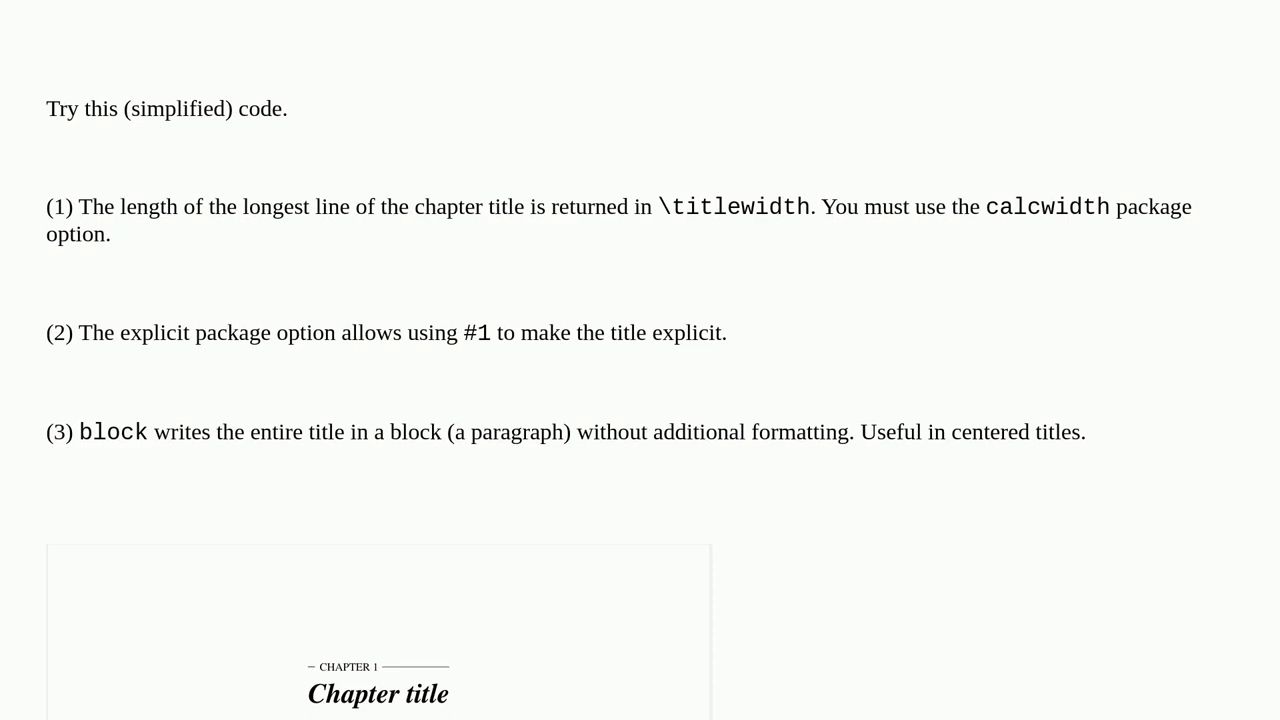 Try this (simplified) code.
(1) The length of the longest line of the chapter title is returned in \titlewidth. You must use the calcwidth package
option.
(2) The explicit package option allows using #1 to make the title explicit.
(3) block writes the entire title in a block (a paragraph) without additional formatting. Useful in centered titles.
CHAPTER 1
Chapter title